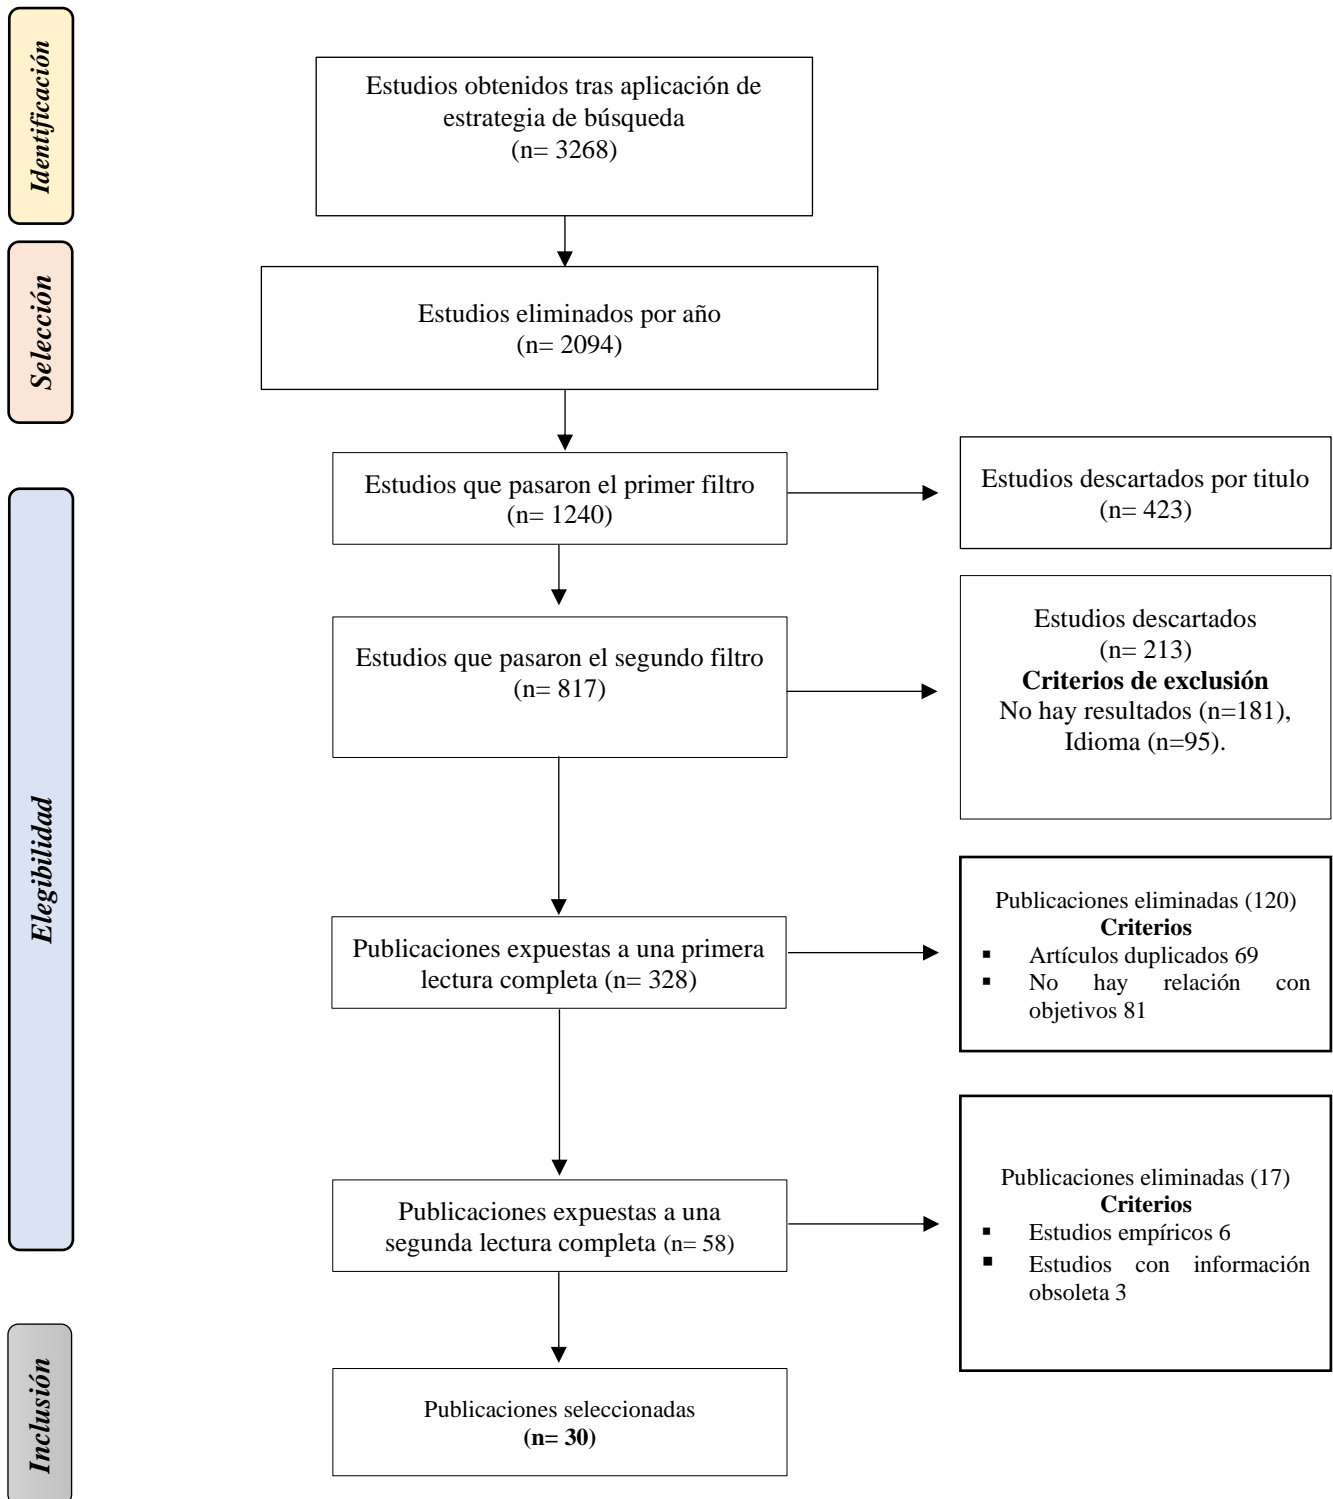 Identificación
Estudios obtenidos tras aplicación de
estrategia de búsqueda
(n= 3268)
Selección
Estudios eliminados por año
(n= 2094)
Elegibilidad
Estudios que pasaron el primer filtro
(n= 1240)
Estudios descartados por titulo
(n= 423)
Estudios que pasaron el segundo filtro
(n= 817)
Estudios descartados
(n= 213)
Criterios de exclusión
No hay resultados (n=181),
Idioma (n=95).
Publicaciones expuestas a una primera
lectura completa (n= 328)
Publicaciones eliminadas (120)
Criterios
▪ Artículos duplicados 69
▪ No hay relación con
objetivos 81
Publicaciones expuestas a una
segunda lectura completa (n= 58)
Publicaciones eliminadas (17)
Criterios
▪ Estudios empíricos 6
▪ Estudios con información
obsoleta 3
Inclusión
Publicaciones seleccionadas
(n= 30)